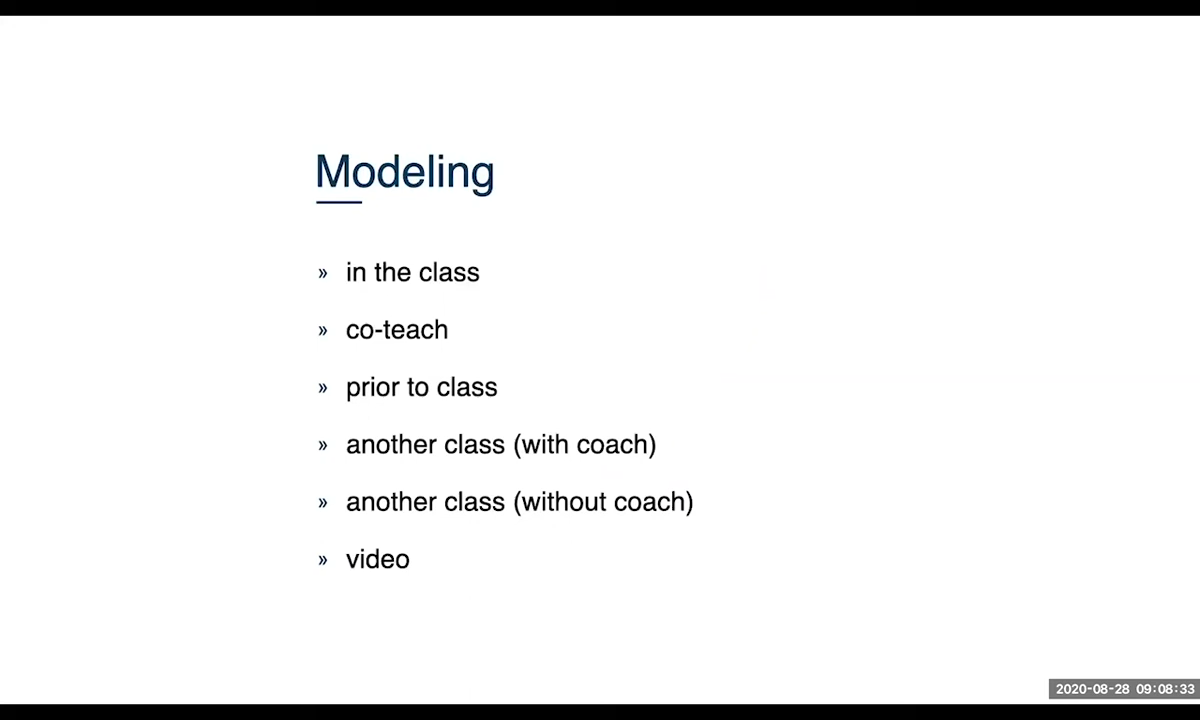 Modeling
» in the class
» co-teach
» prior to class
» another class (with coach)
» another class (without coach)
» video
2020-08-28 09:08:33